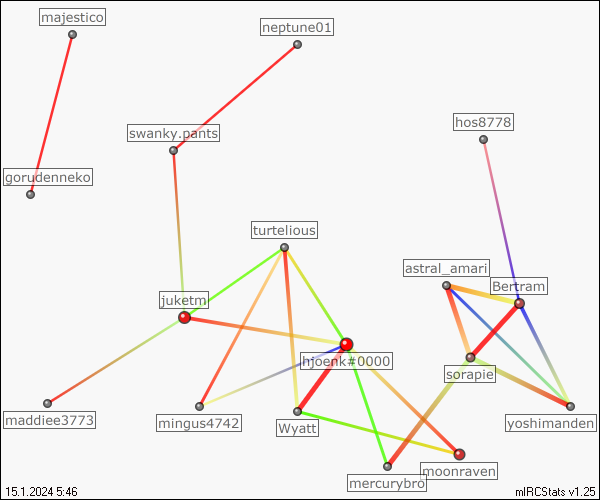 majestico
neptune01
hos8778
swanky.pants
gorudenneko
turtelious
astral_amari
Bertram
juketm
hjoenk#0000
sorapie
maddiee3773
mingus4742
Wyatt
yoshimanden
moonraven
mercurybro
15.1.2024 5:46
mIRCStats v1.25